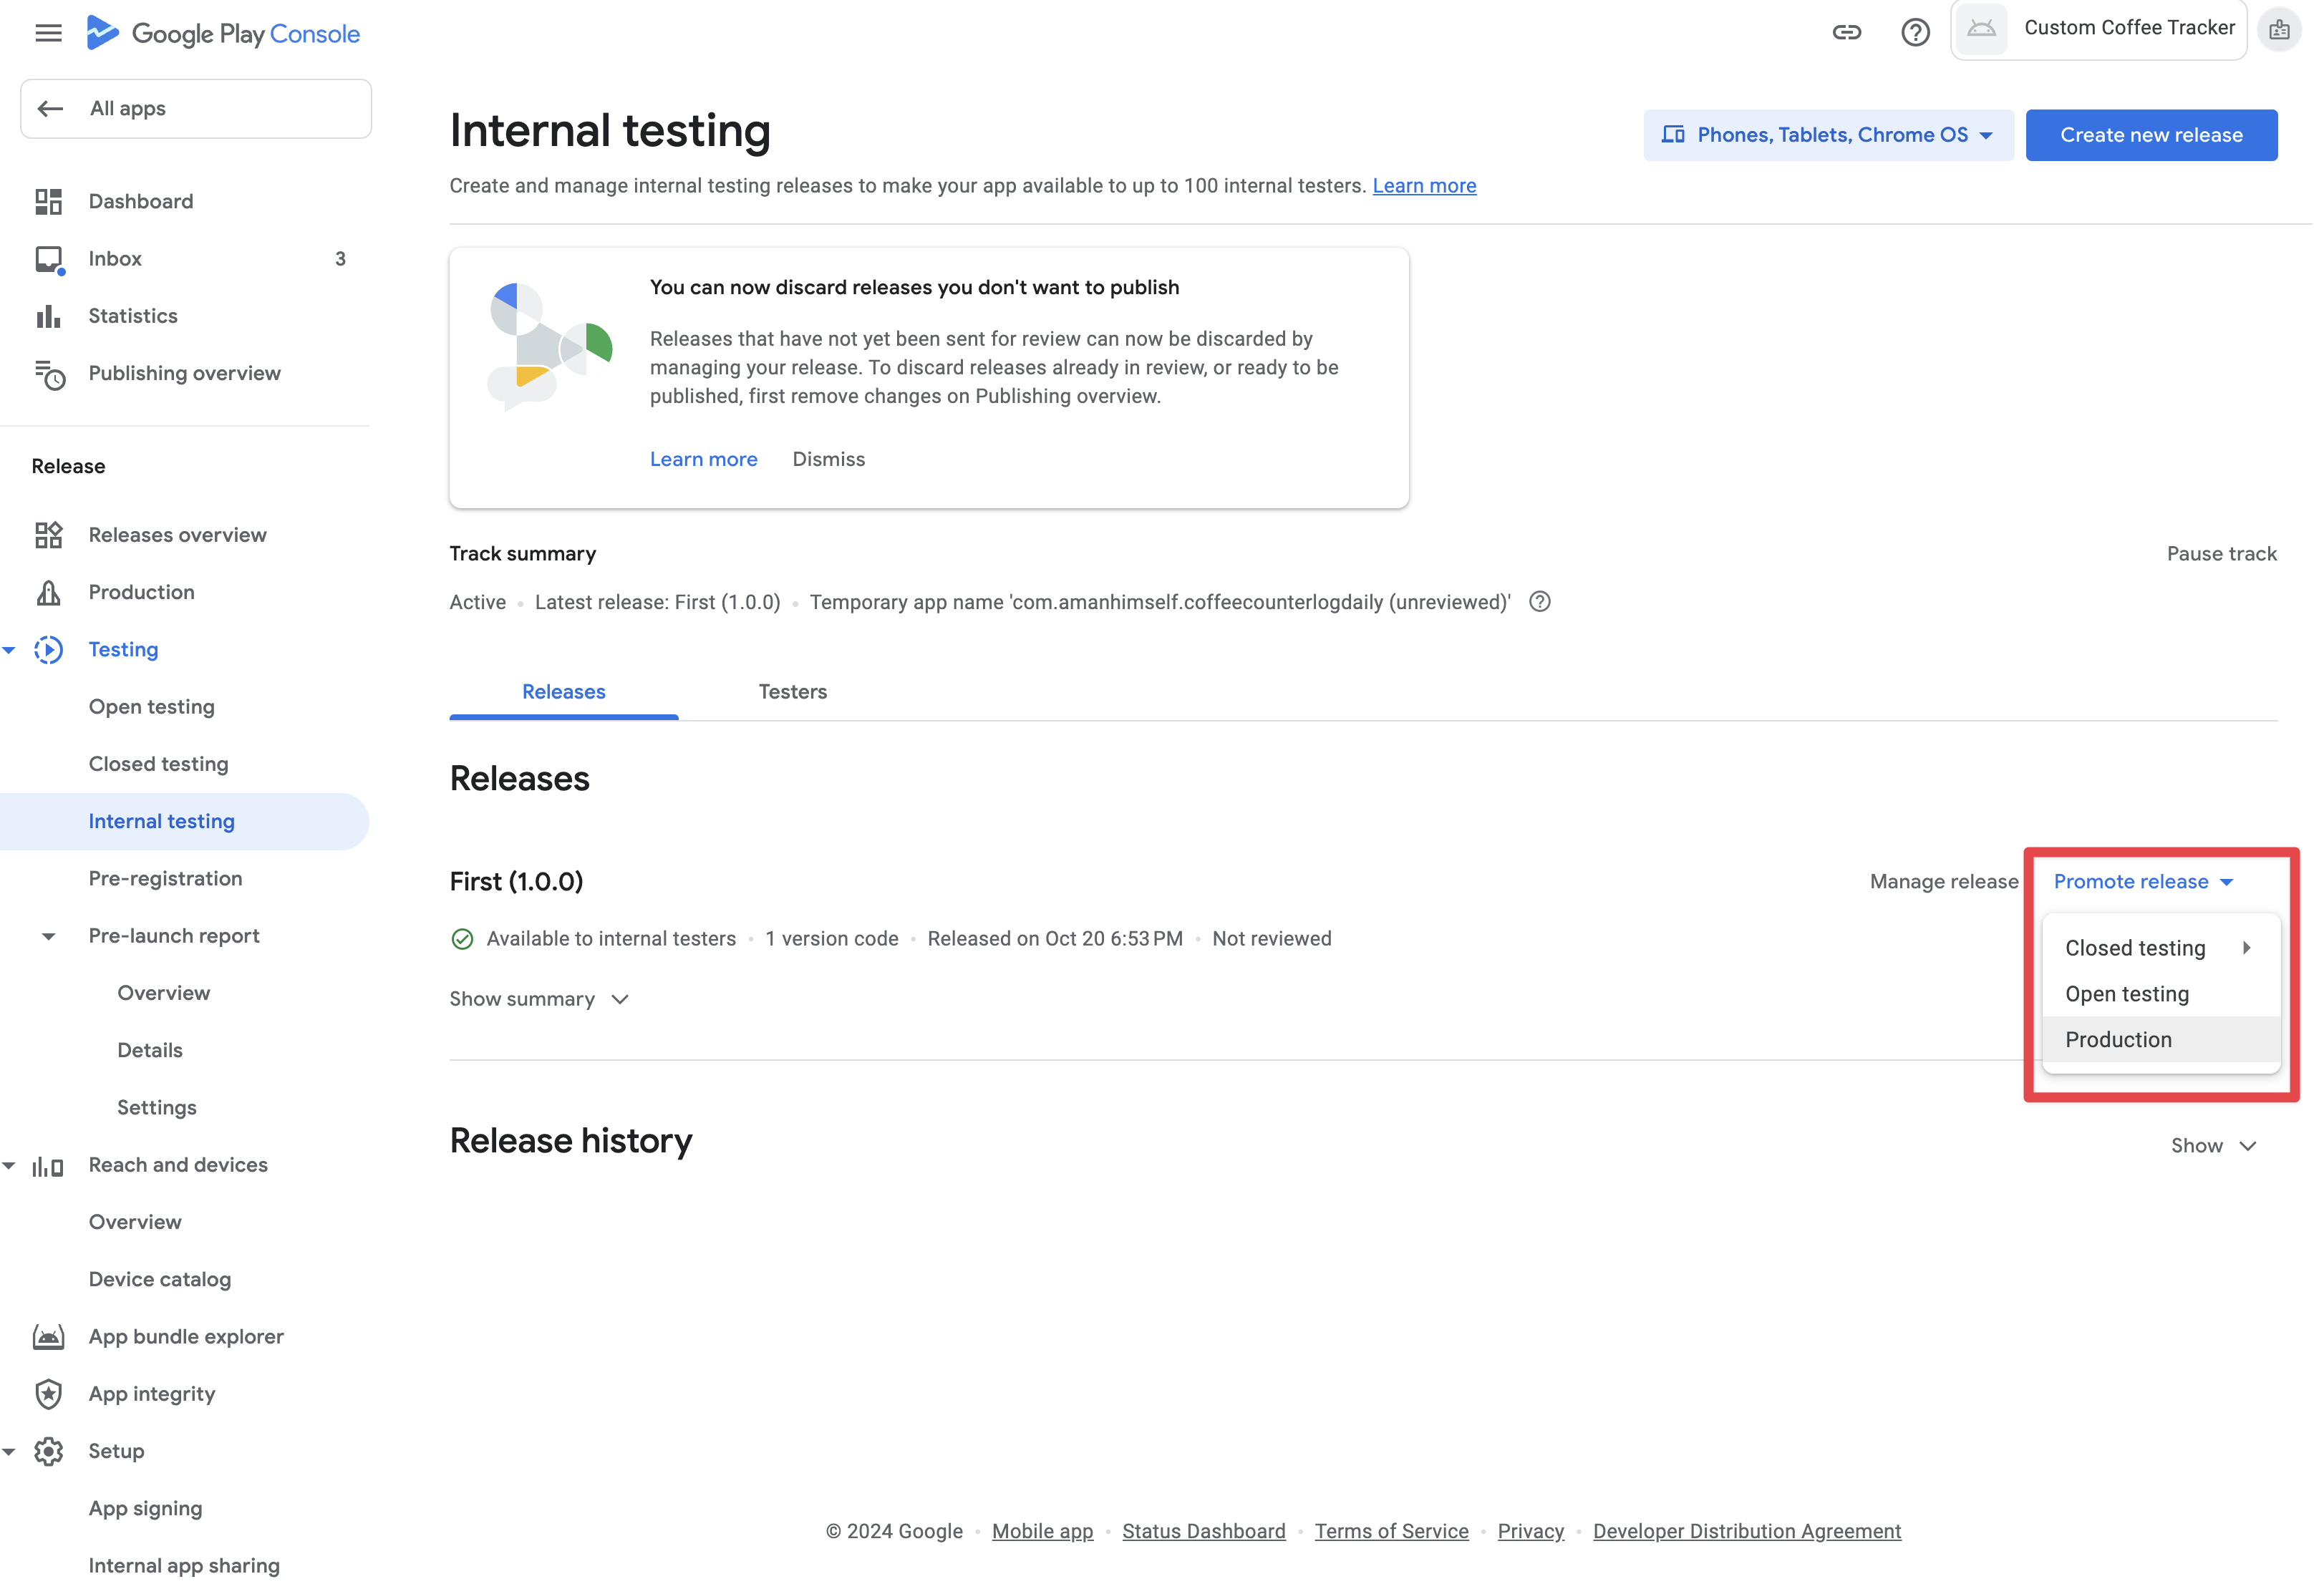 Google Play Console
Custom Coffee Tracker
All apps
Dashboard
Inbox 3
Statistics
Publishing overview
Release
Releases overview
Production
Testing
Open testing
Closed testing
Internal testing
Pre-registration
Pre-launch report
Overview
Details
Settings
Reach and devices
Overview
Device catalog
App bundle explorer
App integrity
Setup
App signing
Internal app sharing
Internal testing
Phones, Tablets, Chrome OS
Create new release
Create and manage internal testing releases to make your app available to up to 100 internal testers. Learn more
You can now discard releases you don't want to publish
Releases that have not yet been sent for review can now be discarded by
managing your release. To discard releases already in review, or ready to be
published, first remove changes on Publishing overview.
Learn more Dismiss
Track summary
Pause track
Active • Latest release: First (1.0.0) • Temporary app name 'com.amanhimself.coffeecounterlogdaily (unreviewed)'
Releases Testers
Releases
First (1.0.0)
Manage release Promote release
Available to internal testers • 1 version code • Released on Oct 20 6:53 PM • Not reviewed
Show summary
Closed testing
Open testing
Production
Release history
Show
© 2024 Google • Mobile app • Status Dashboard • Terms of Service • Privacy • Developer Distribution Agreement